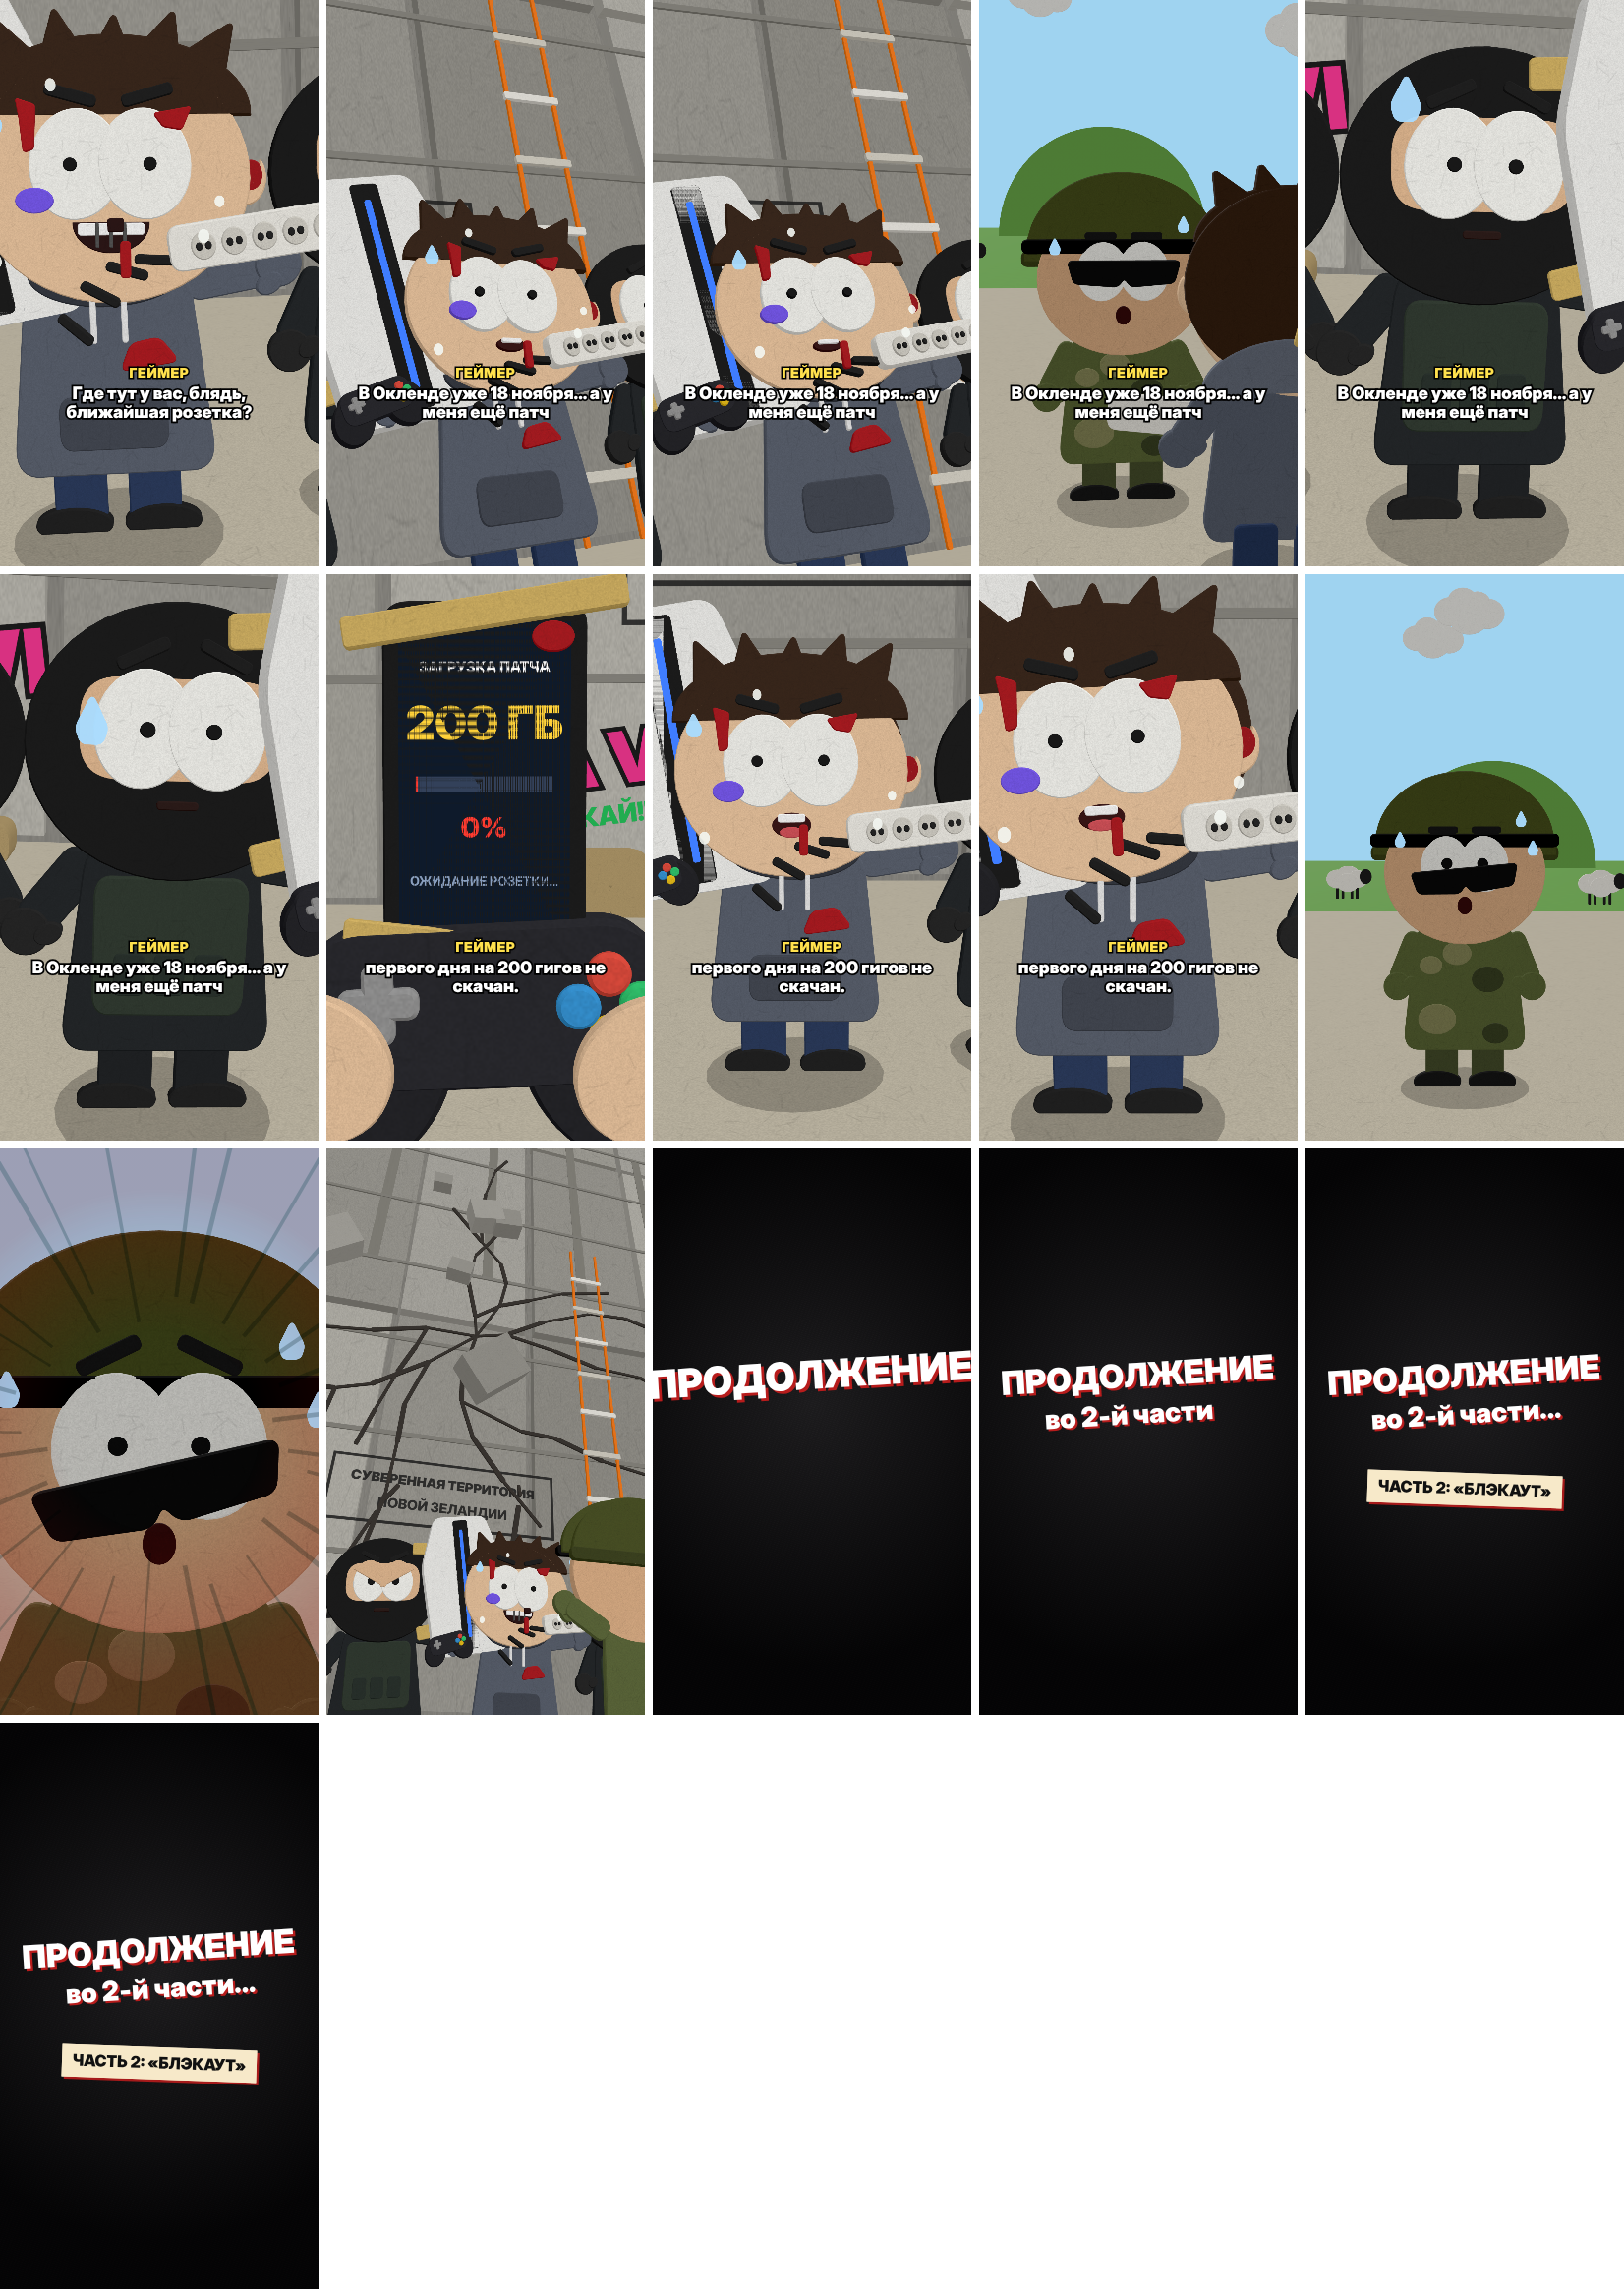 ГЕЙМЕР
Где тут у вас, блядь,
ближайшая розетка?
ГЕЙМЕР
В Окленде уже 18 ноября... а у
меня ещё патч
ГЕЙМЕР
В Окленде уже 18 ноября... а у
меня ещё патч
ГЕЙМЕР
В Окленде уже 18 ноября... а у
меня ещё патч
ГЕЙМЕР
В Окленде уже 18 ноября... а у
меня ещё патч
ГЕЙМЕР
В Окленде уже 18 ноября... а у
меня ещё патч
ЗАГРУЗКА ПАТЧА
200 ГБ
0%
КАЙ!
ОЖИДАНИЕ РОЗЕТКИ...
ГЕЙМЕР
первого дня на 200 гигов не
скачан.
ГЕЙМЕР
первого дня на 200 гигов не
скачан.
ГЕЙМЕР
первого дня на 200 гигов не
скачан.
СУВЕРЕННАЯ ТЕРРИТОРИЯ
НОВОЙ ЗЕЛАНДИИ
ПРОДОЛЖЕНИЕ
ПРОДОЛЖЕНИЕ
во 2-й части
ПРОДОЛЖЕНИЕ
во 2-й части...
ЧАСТЬ 2: «БЛЭКАУТ»
ПРОДОЛЖЕНИЕ
во 2-й части...
ЧАСТЬ 2: «БЛЭКАУТ»